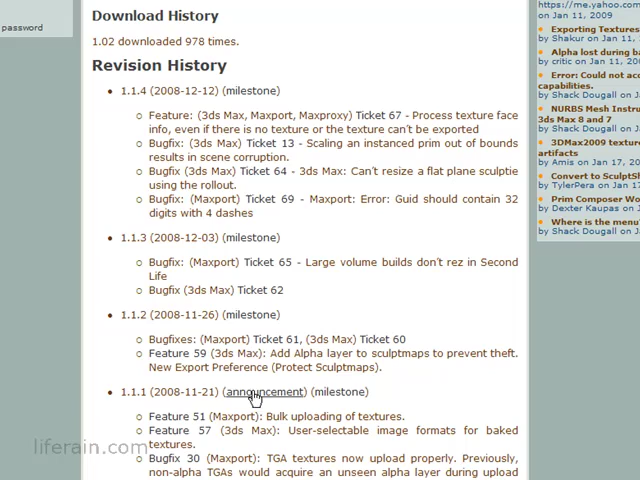 password
Download History
1.02 downloaded 978 times.
Revision History
• 1.1.4 (2008-12-12) (milestone)
Feature: (3ds Max, Maxport, Maxproxy) Ticket 67 - Process texture face
info, even if there is no texture or the texture can't be exported
Bugfix: (3ds Max) Ticket 13 - Scaling an instanced prim out of bounds
results in scene corruption.
Bugfix (3ds Max) Ticket 64 - 3ds Max: Can't resize a flat plane sculptie
using the rollout.
Bugfix: (Maxport) Ticket 69 - Maxport: Error: Guid should contain 32
digits with 4 dashes
• 1.1.3 (2008-12-03) (milestone)
Bugfix: (Maxport) Ticket 65 - Large volume builds don't rez in Second
Life
Bugfix (3ds Max) Ticket 62
• 1.1.2 (2008-11-26) (milestone)
Bugfixes: (Maxport) Ticket 61, (3ds Max) Ticket 60
Feature 59 (3ds Max): Add Alpha layer to sculptmaps to prevent theft.
New Export Preference (Protect Sculptmaps).
• 1.1.1 (2008-11-21) (announcement) (milestone)
Feature 51 (Maxport): Bulk uploading of textures.
Feature 57 (3ds Max): User-selectable image formats for baked
textures.
Bugfix 30 (Maxport): TGA textures now upload properly. Previously,
non-alpha TGAs would acquire an unseen alpha layer during upload
https://me.yahoo.com
on Jan 11, 2009
Exporting Textures
by Shakur on Jan 11,
Alpha lost during
by critic on Jan 11, 200
Error: Could not
capabilities.
by Shack Dougall on
NURBS Mesh
3ds Max 8 and 7
by Shack Dougall on J
3DMax2009
artifacts
by Amis on Jan 17, 20
Convert to
by TylerPera on Jan 1
Prim Composer
by Dexter Kaupas on J
Where is the menu
by Shack Dougall on J
liferain.com